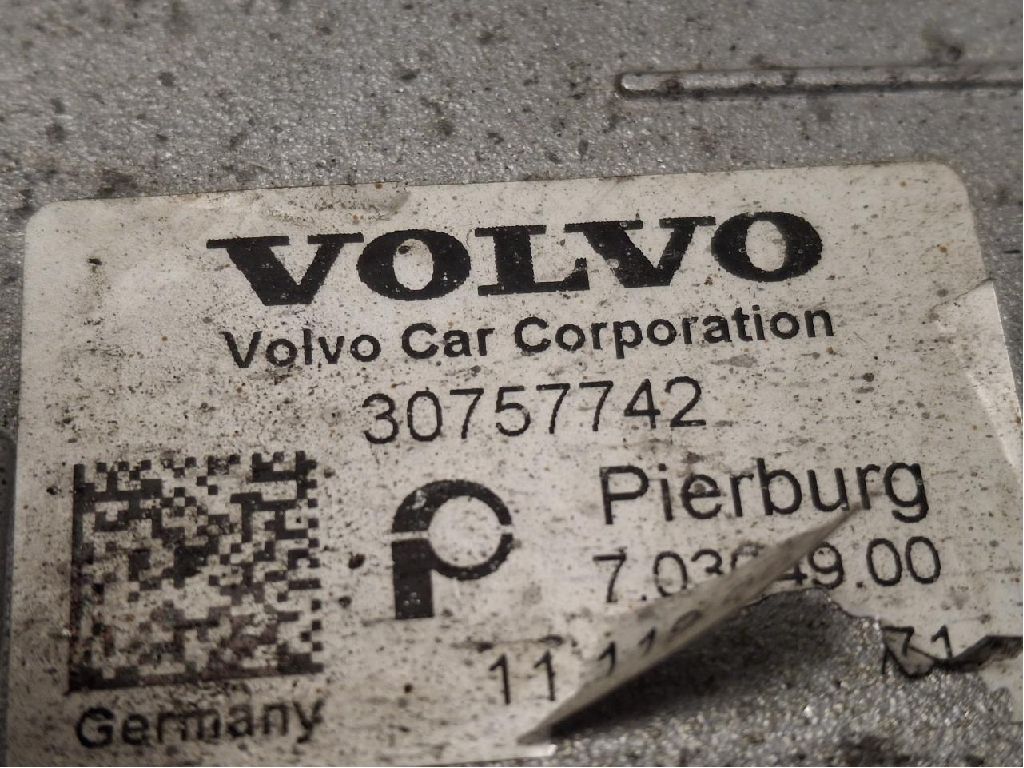 VOLVO
Volvo Car Corporation
30757742
Pierburg
Germany